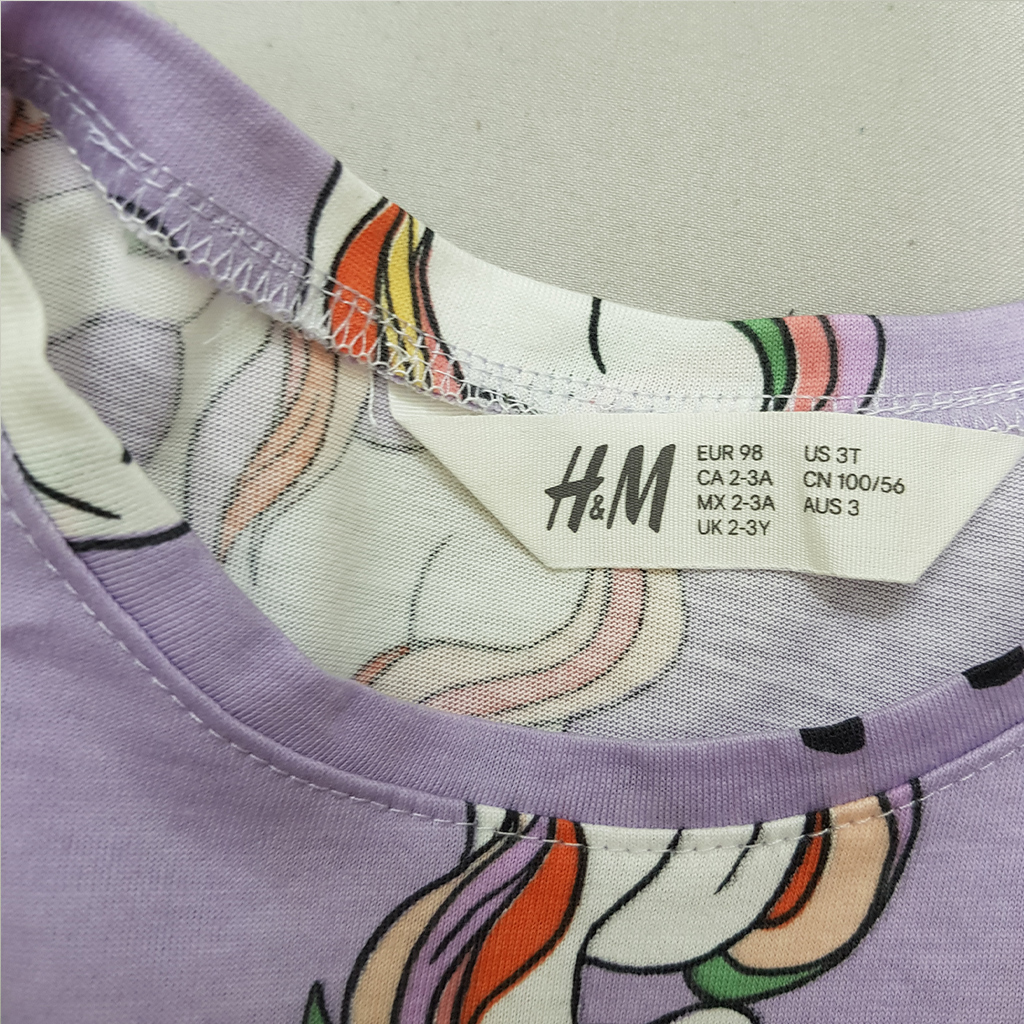 H&M
EUR 98 US 3T
CA 2-3A CN 100/56
MX 2-3A AUS 3
UK 2-3Y